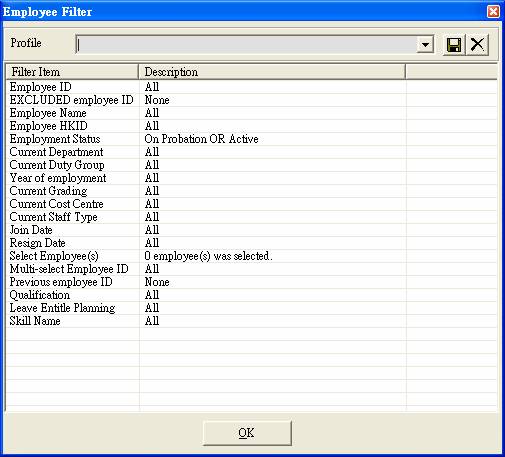 Employee Filter
Profile
Filter Item Description
Employee ID All
EXCLUDED employee ID None
Employee Name All
Employee HKID All
Employment Status On Probation OR Active
Current Department All
Current Duty Group All
Year of employment All
Current Grading All
Current Cost Centre All
Current Staff Type All
Join Date All
Resign Date All
Select Employee(s) 0 employee(s) was selected.
Multi-select Employee ID All
Previous employee ID None
Qualification All
Leave Entitle Planning All
Skill Name All
OK